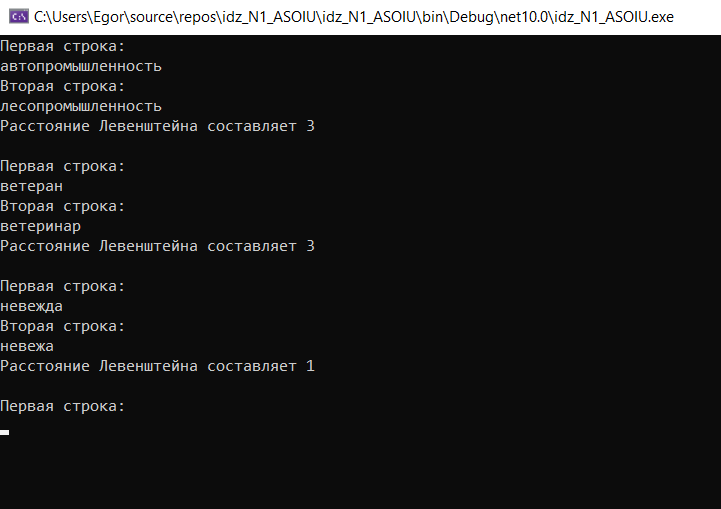 C:\Users\Egor\source\repos\idz_N1_ASOIU\idz_N1_ASOIU\bin\Debug\net10.0\idz_N1_ASOIU.exe
Первая строка:
автопромышленность
Вторая строка:
лесопромышленность
Расстояние Левенштейна составляет 3
Первая строка:
ветеран
Вторая строка:
ветеринар
Расстояние Левенштейна составляет 3
Первая строка:
невежда
Вторая строка:
невежа
Расстояние Левенштейна составляет 1
Первая строка: